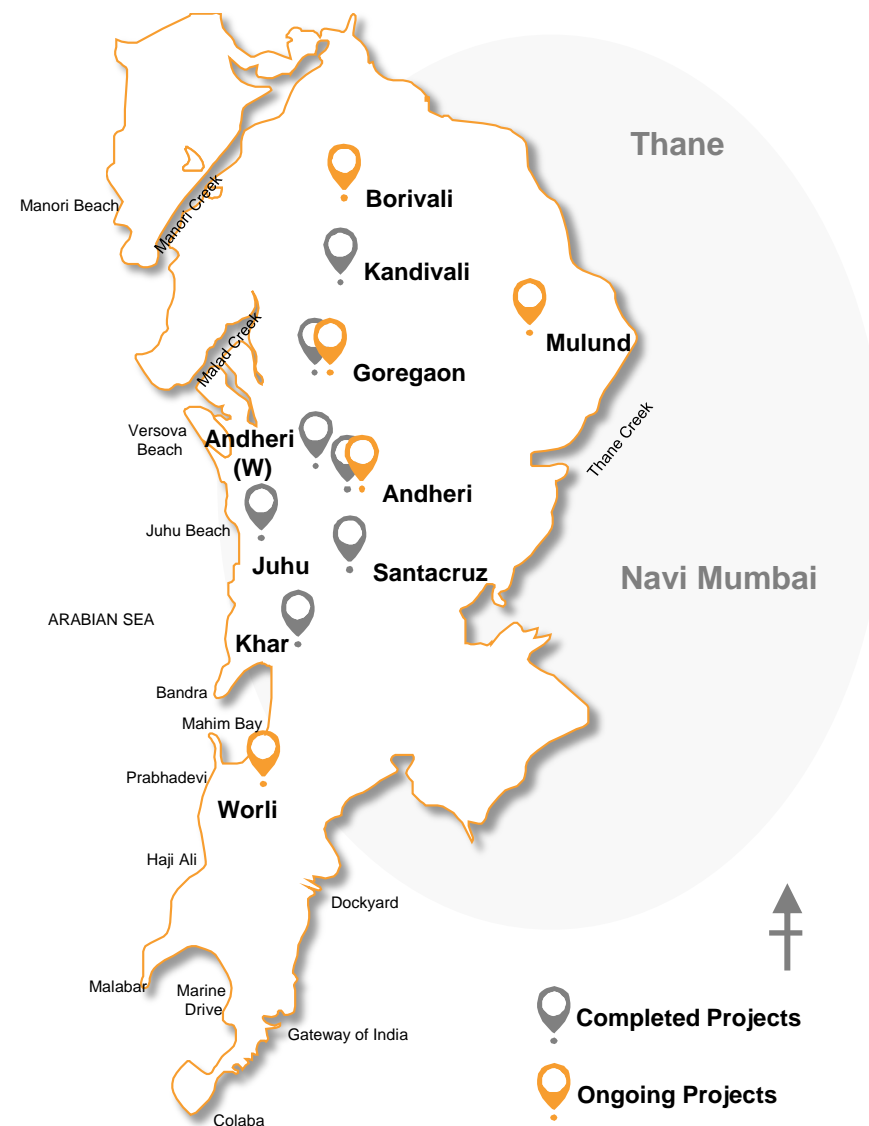 Thane
Borivali
Manori Beach
Manori Creek
Kandivali
Mulund
Malad Creek
Goregaon
Thane Creek
Versova
Beach
Andheri
(W)
Andheri
Juhu Beach
Juhu
Santacruz
Navi Mumbai
ARABIAN SEA
Khar
Bandra
Mahim Bay
Prabhadevi
Worli
Haji Ali
Dockyard
Malabar
Marine
Drive
Gateway of India
Colaba
Completed Projects
Ongoing Projects